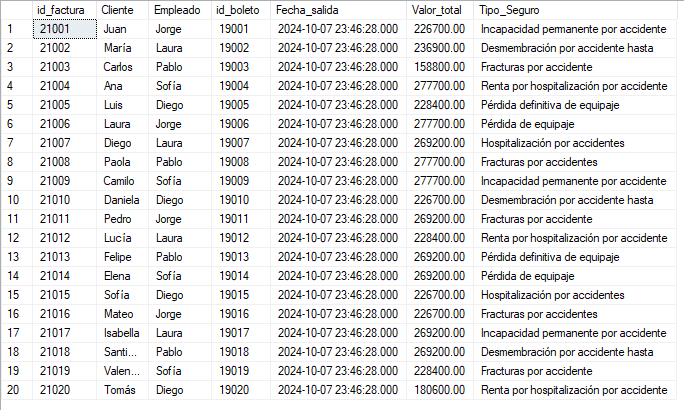 id_factura Cliente Empleado id_boleto Fecha_salida Valor_total Tipo_Seguro
1 21001 Juan Jorge 19001 2024-10-07 23:46:28.000 226700.00 Incapacidad permanente por accidente
2 21002 María Laura 19002 2024-10-07 23:46:28.000 236900.00 Desmembración por accidente hasta
3 21003 Carlos Pablo 19003 2024-10-07 23:46:28.000 158800.00 Fracturas por accidente
4 21004 Ana Sofía 19004 2024-10-07 23:46:28.000 277700.00 Renta por hospitalización por accidente
5 21005 Luis Diego 19005 2024-10-07 23:46:28.000 228400.00 Pérdida definitiva de equipaje
6 21006 Laura Jorge 19006 2024-10-07 23:46:28.000 277700.00 Pérdida de equipaje
7 21007 Diego Laura 19007 2024-10-07 23:46:28.000 269200.00 Hospitalización por accidentes
8 21008 Paola Pablo 19008 2024-10-07 23:46:28.000 277700.00 Fracturas por accidentes
9 21009 Camilo Sofía 19009 2024-10-07 23:46:28.000 277700.00 Incapacidad permanente por accidente
10 21010 Daniela Diego 19010 2024-10-07 23:46:28.000 226700.00 Desmembración por accidente hasta
11 21011 Pedro Jorge 19011 2024-10-07 23:46:28.000 269200.00 Fracturas por accidente
12 21012 Lucía Laura 19012 2024-10-07 23:46:28.000 228400.00 Renta por hospitalización por accidente
13 21013 Felipe Pablo 19013 2024-10-07 23:46:28.000 269200.00 Pérdida definitiva de equipaje
14 21014 Elena Sofía 19014 2024-10-07 23:46:28.000 269200.00 Pérdida de equipaje
15 21015 Sofía Diego 19015 2024-10-07 23:46:28.000 226700.00 Hospitalización por accidentes
16 21016 Mateo Jorge 19016 2024-10-07 23:46:28.000 226700.00 Fracturas por accidentes
17 21017 Isabella Laura 19017 2024-10-07 23:46:28.000 269200.00 Incapacidad permanente por accidente
18 21018 Santi... Pablo 19018 2024-10-07 23:46:28.000 269200.00 Desmembración por accidente hasta
19 21019 Valen... Sofía 19019 2024-10-07 23:46:28.000 228400.00 Fracturas por accidente
20 21020 Tomás Diego 19020 2024-10-07 23:46:28.000 180600.00 Renta por hospitalización por accidente